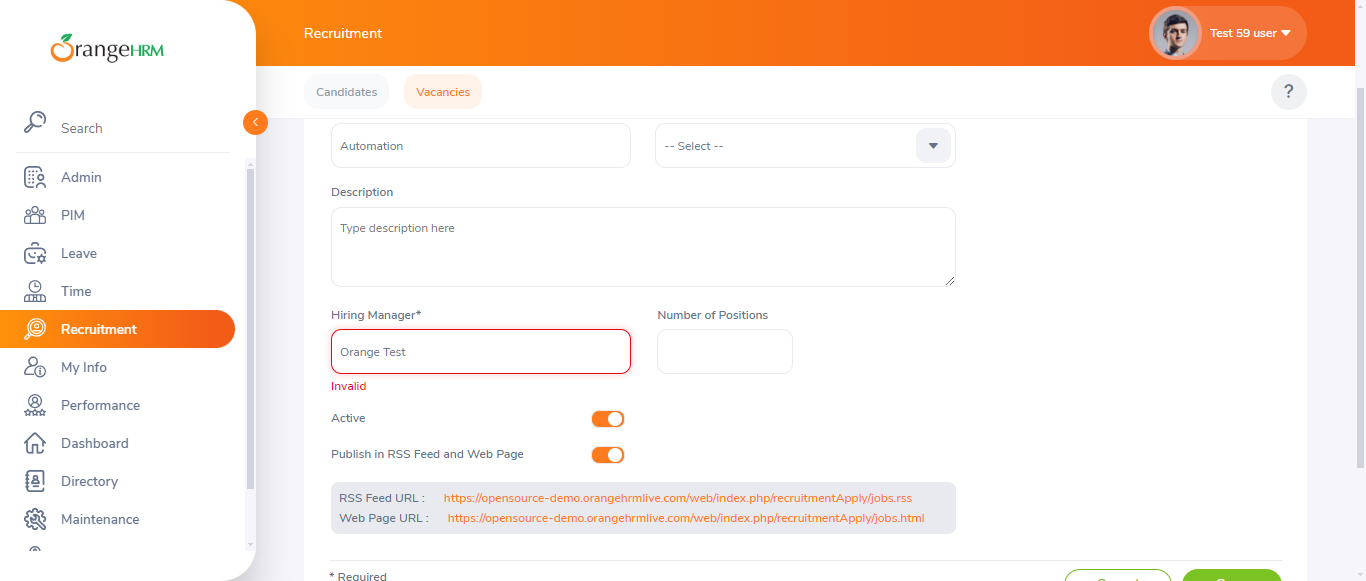 OrangeHRM
Recruitment
Test 59 user
Candidates
Vacancies
?
Search
Admin
PIM
Leave
Time
Recruitment
My Info
Performance
Dashboard
Directory
Maintenance
Automation
-- Select --
Description
Type description here
Hiring Manager*
Number of Positions
Orange Test
Invalid
Active
Publish in RSS Feed and Web Page
RSS Feed URL : https://opensource-demo.orangehrmlive.com/web/index.php/recruitmentApply/jobs.rss
Web Page URL : https://opensource-demo.orangehrmlive.com/web/index.php/recruitmentApply/jobs.html
* Required